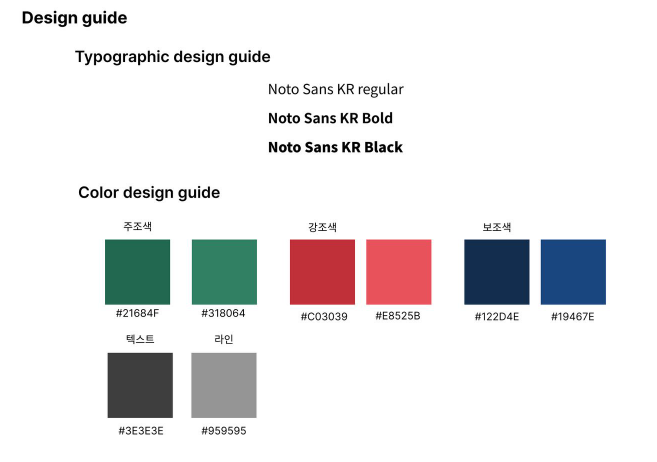 Design guide
Typographic design guide
Noto Sans KR regular
Noto Sans KR Bold
Noto Sans KR Black
Color design guide
주조색 강조색 보조색
#21684F #318064 #C03039 #E8525B #122D4E #19467E
텍스트 라인
#3E3E3E #959595